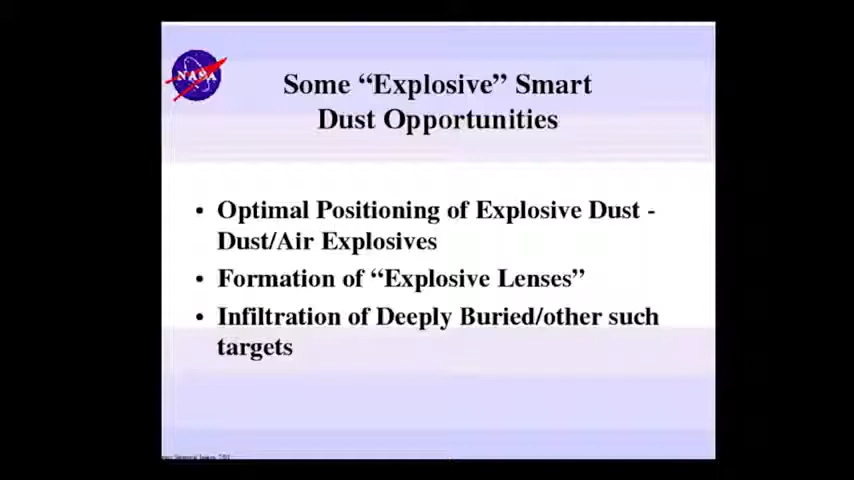 NASA
Some “Explosive” Smart
Dust Opportunities
• Optimal Positioning of Explosive Dust -
Dust/Air Explosives
• Formation of “Explosive Lenses”
• Infiltration of Deeply Buried/other such
targets